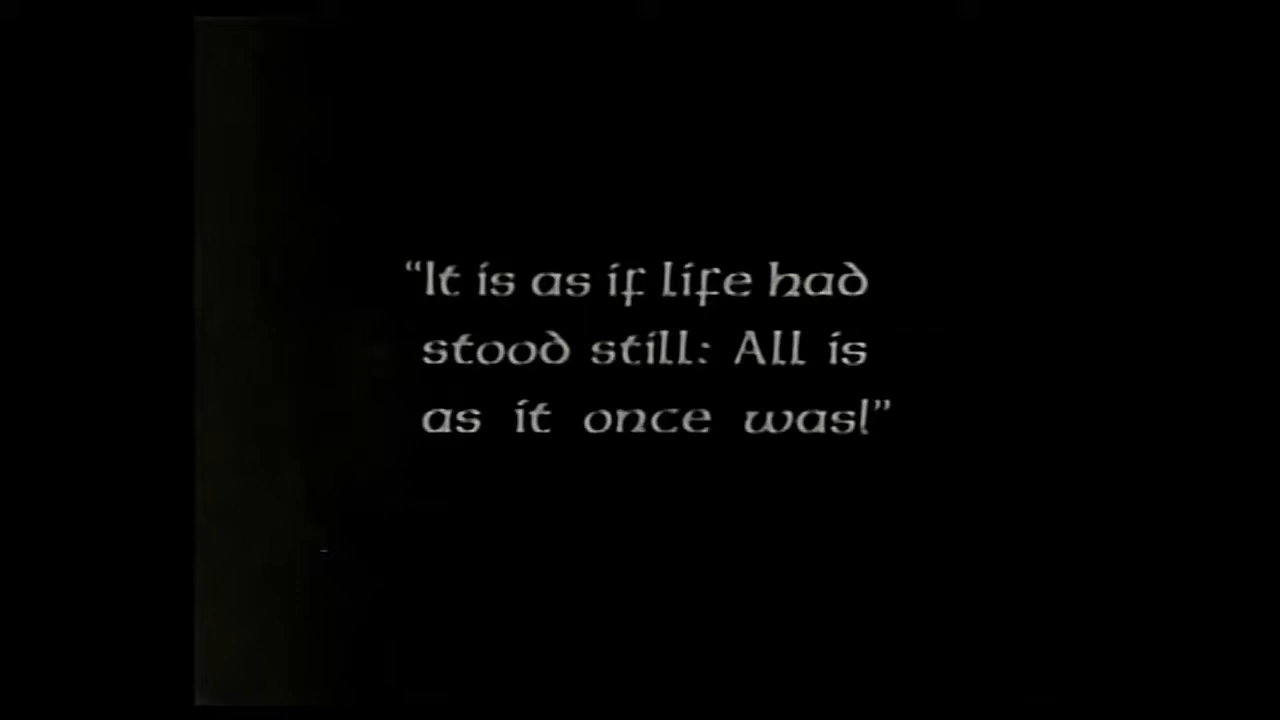 “It is as if life had
stood still: All is
as it once was!”